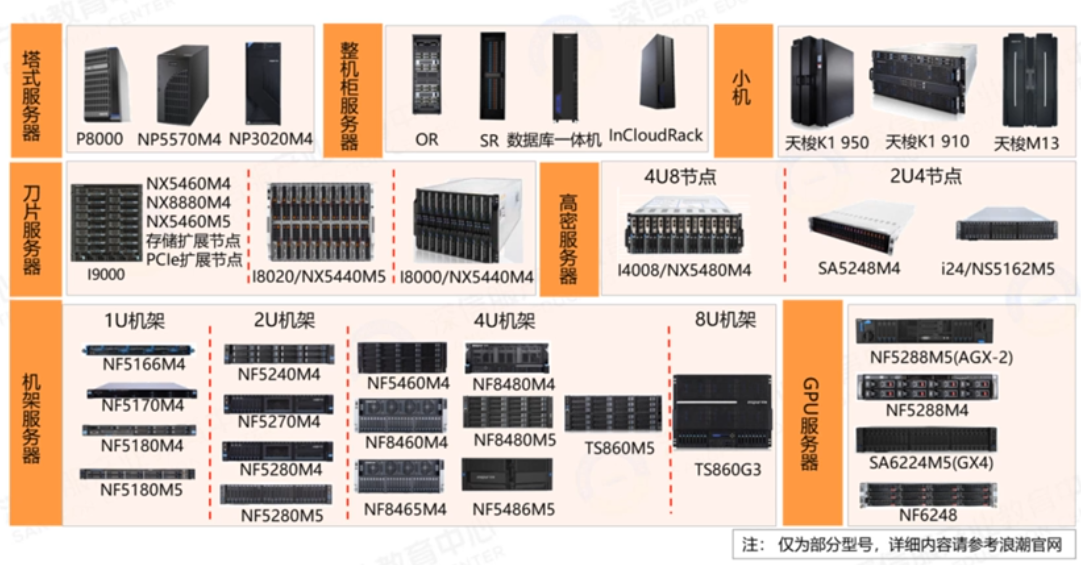 塔式服务器
P8000
NP5570M4
NP3020M4
整机柜服务器
OR
SR
数据库一体机
InCloudRack
小机
天梭K1 950
天梭K1 910
天梭M13
刀片服务器
NX5460M4
NX8880M4
NX5460M5
存储扩展节点
PCIe扩展节点
I9000
I8020/NX5440M5
I8000/NX5440M4
高密服务器
4U8节点
I4008/NX5480M4
2U4节点
SA5248M4
i24/NS5162M5
机架服务器
1U机架
NF5166M4
NF5170M4
NF5180M4
NF5180M5
2U机架
NF5240M4
NF5270M4
NF5280M4
NF5280M5
4U机架
NF5460M4
NF8460M4
NF8465M4
NF8480M4
NF8480M5
NF5486M5
TS860M5
8U机架
TS860G3
GPU服务器
NF5288M5(AGX-2)
NF5288M4
SA6224M5(GX4)
NF6248
注： 仅为部分型号，详细内容请参考浪潮官网